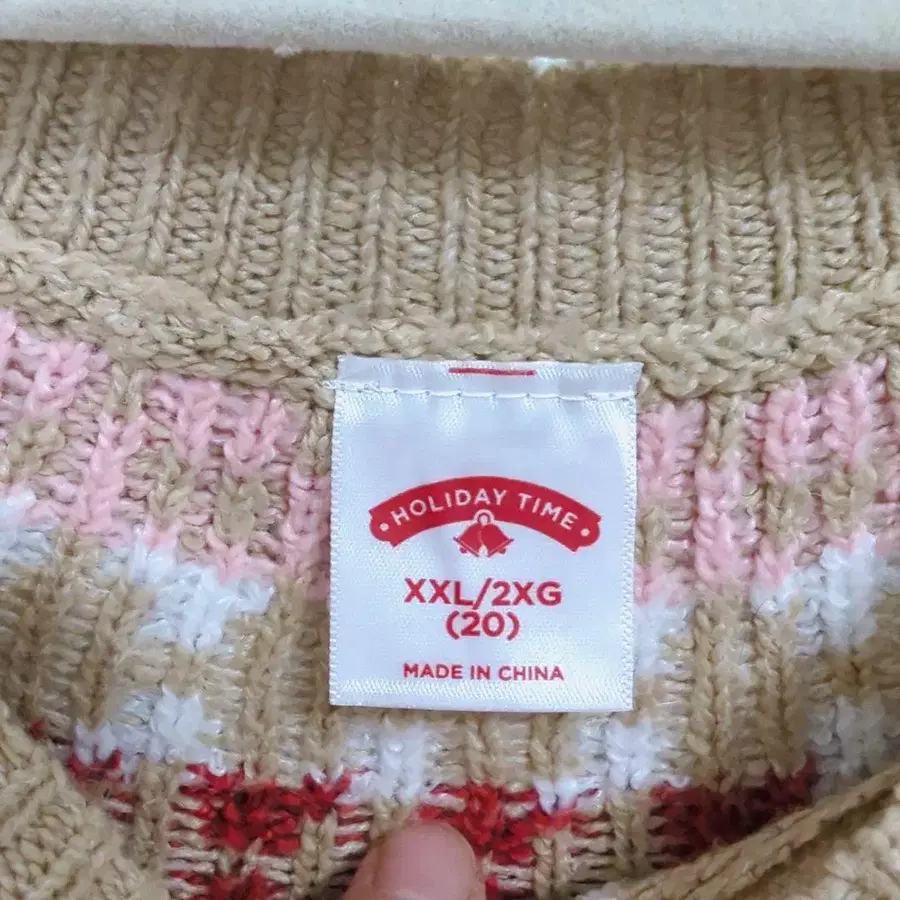 HOLIDAY TIME
XXL/2XG
(20)
MADE IN CHINA